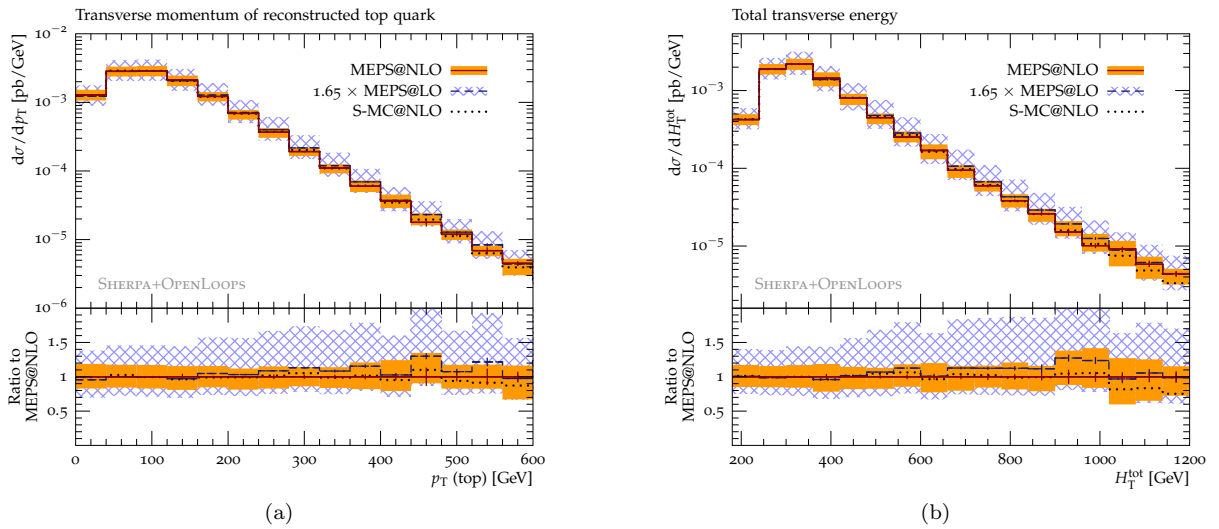 Transverse momentum of reconstructed top quark
10⁻²
10⁻³
10⁻⁴
10⁻⁵
10⁻⁶
dσ/dp_T [pb/GeV]
MEPS@NLO
1.65 × MEPS@LO
S-MC@NLO
SHERPA+OPENLOOPS
Ratio to
MEPS@NLO
1.5
1
0.5
0 100 200 300 400 500 600
p_T (top) [GeV]
(a)
Total transverse energy
10⁻²
10⁻³
10⁻⁴
10⁻⁵
dσ/dH_T^tot [pb/GeV]
MEPS@NLO
1.65 × MEPS@LO
S-MC@NLO
SHERPA+OPENLOOPS
Ratio to
MEPS@NLO
1.5
1
0.5
200 400 600 800 1000 1200
H_T^tot [GeV]
(b)